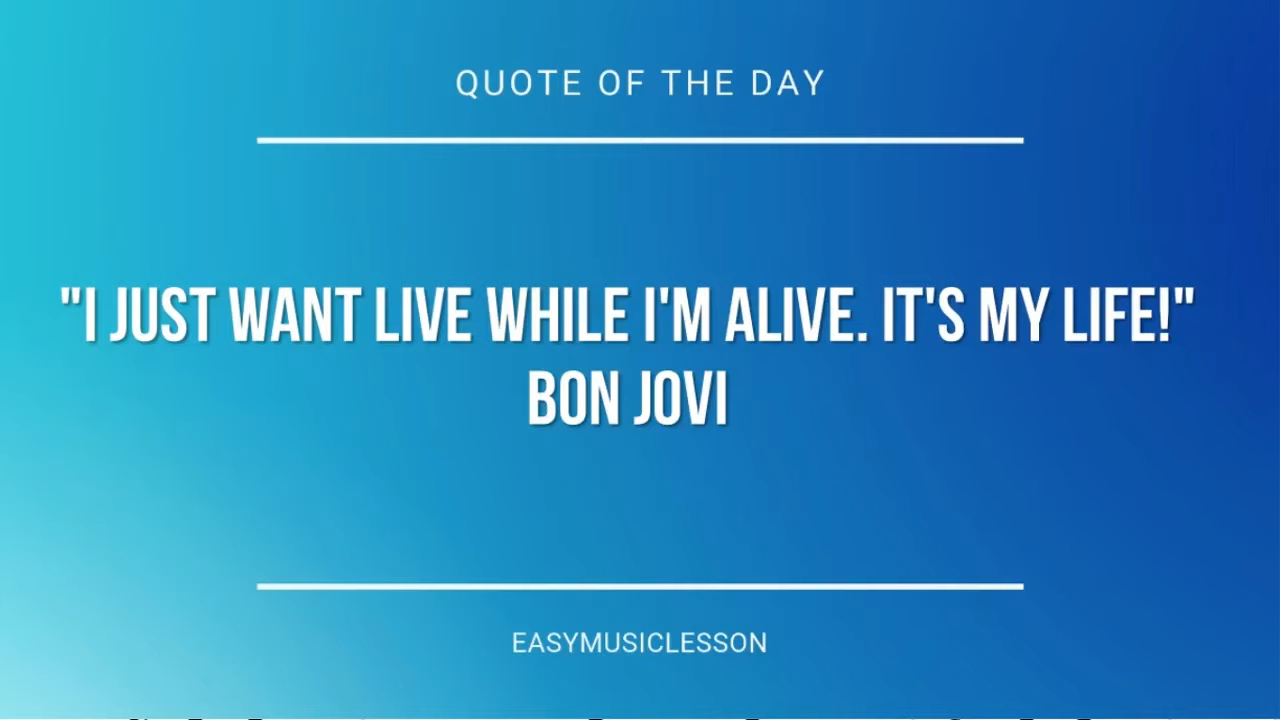 QUOTE OF THE DAY
"I JUST WANT LIVE WHILE I'M ALIVE. IT'S MY LIFE!"
BON JOVI
EASYMUSICLESSON